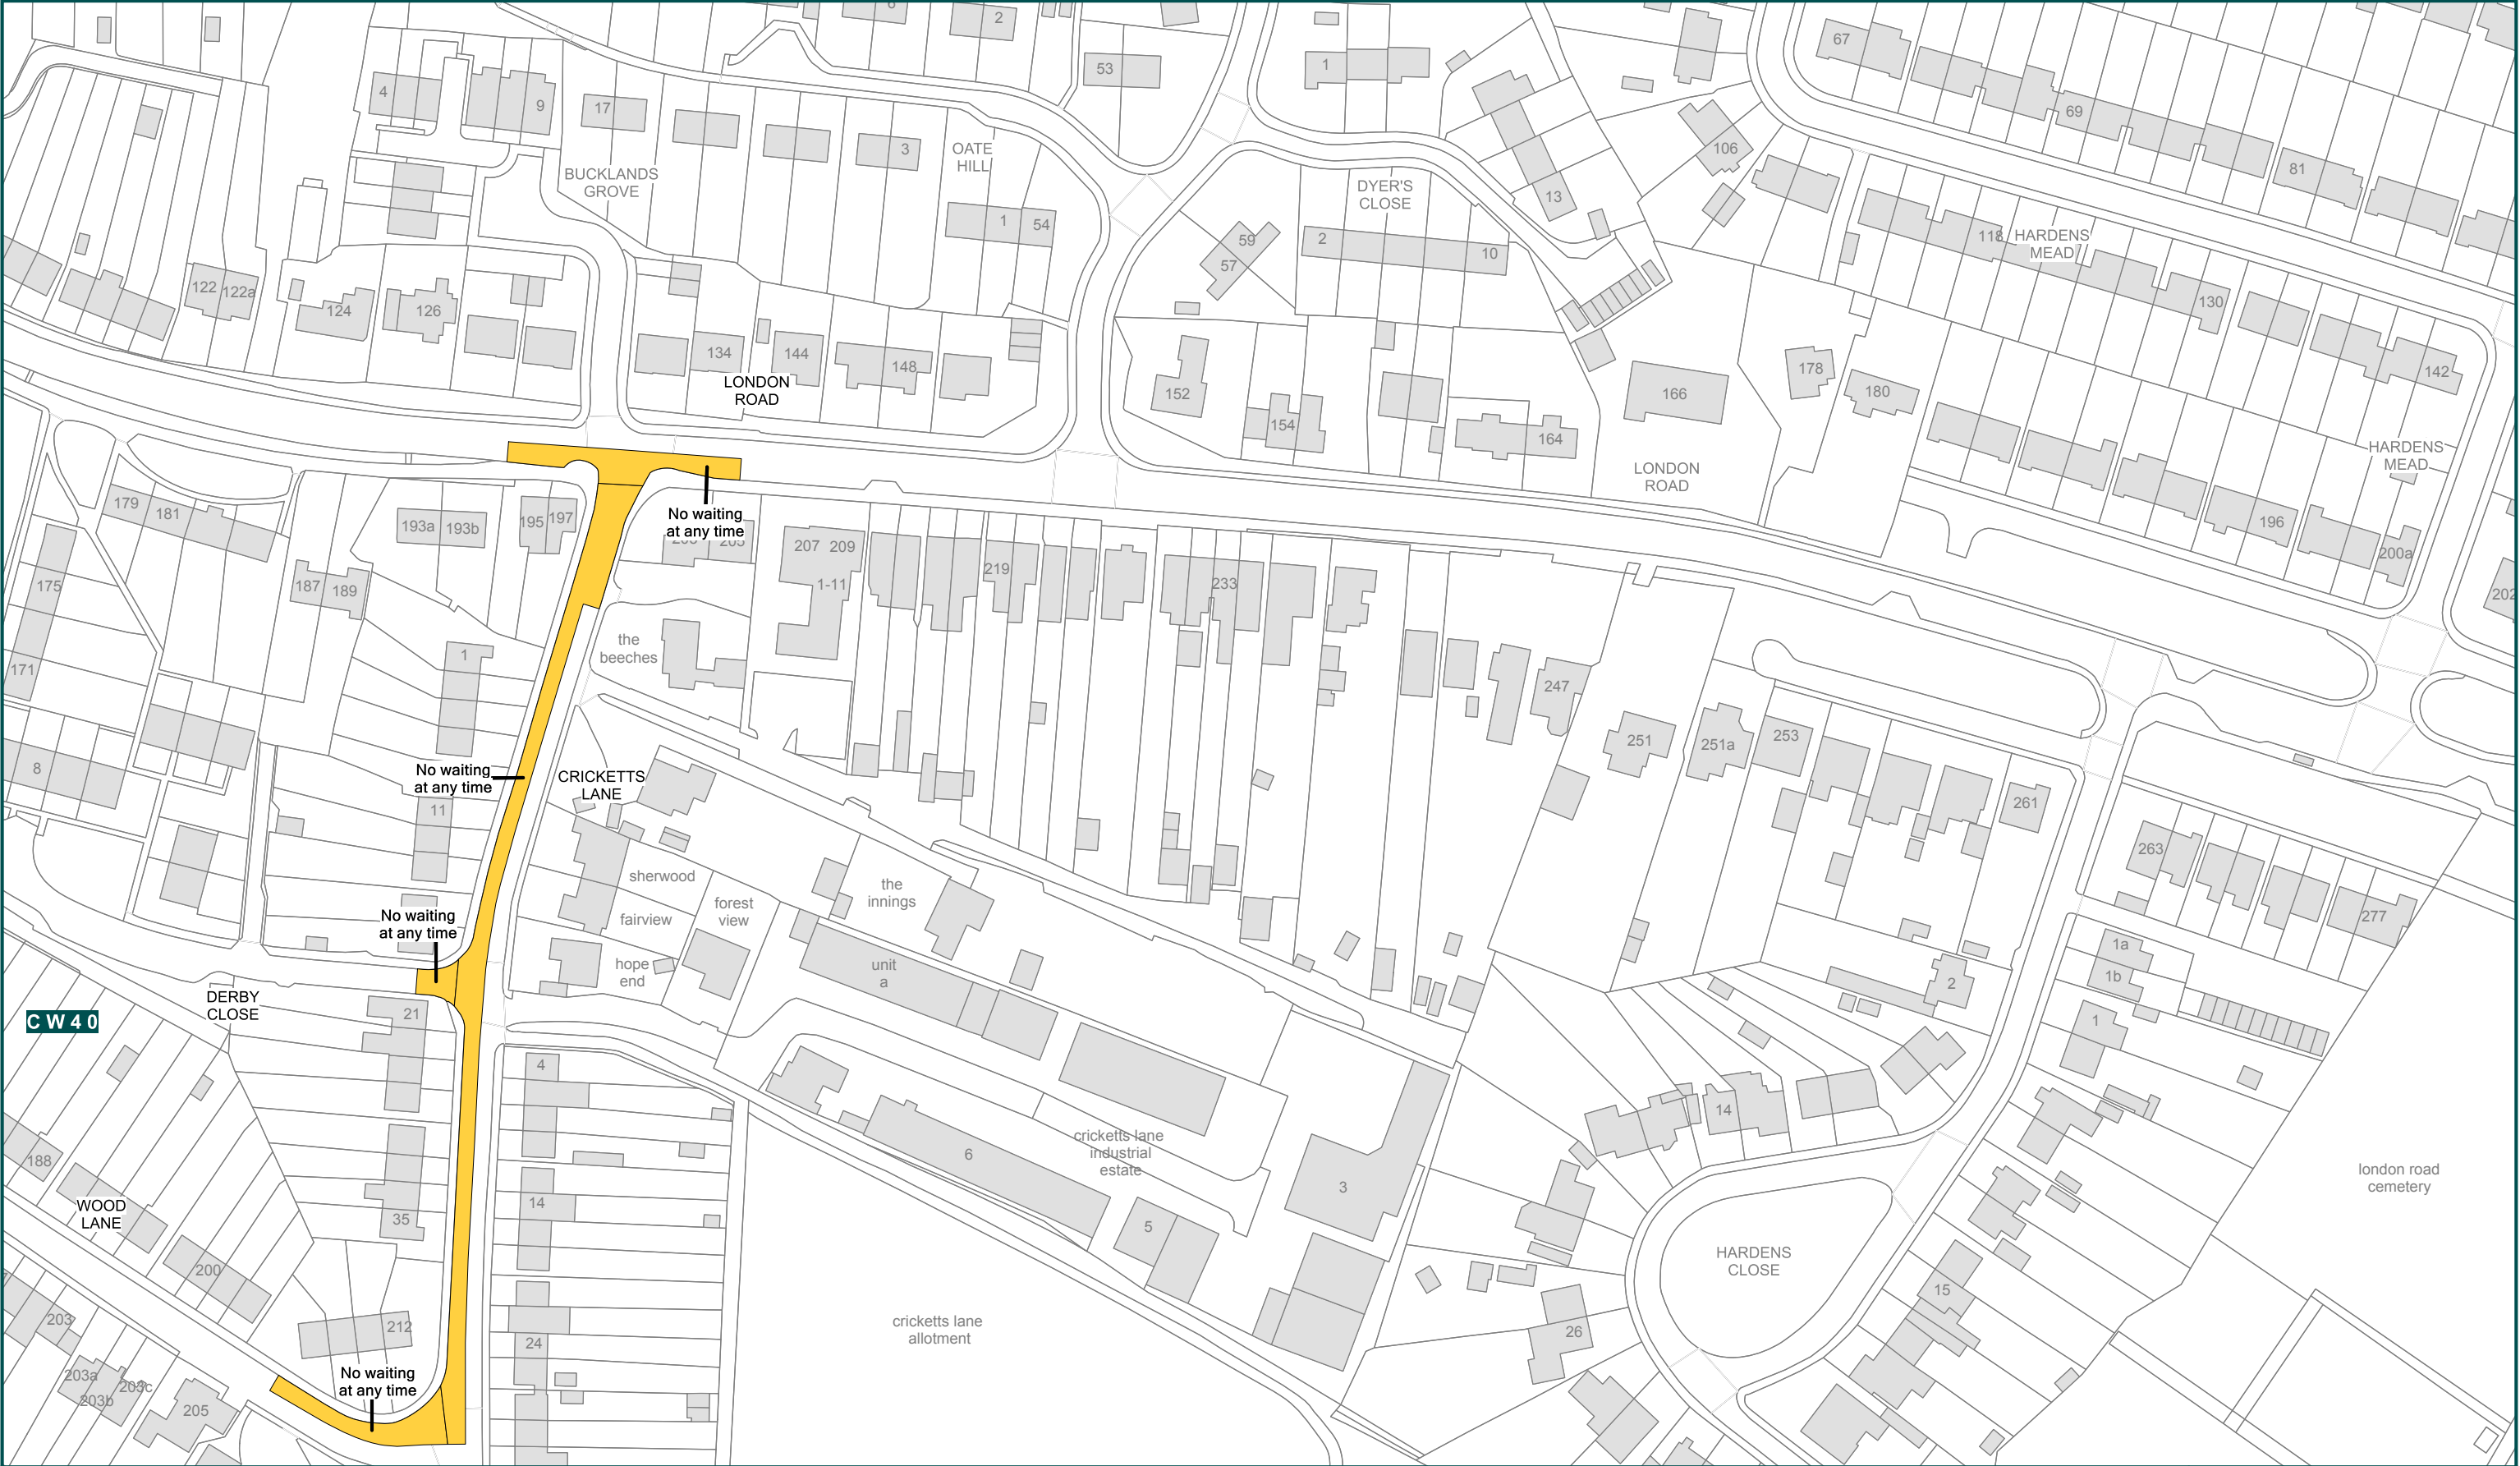 6
2
53
1
67
69
81
4
9
17
3
OATE
HILL
BUCKLANDS
GROVE
1
54
59
57
DYER'S
CLOSE
2
10
13
106
118
HARDENS
MEAD
130
142
122
122a
124
126
134
144
148
LONDON
ROAD
152
154
164
166
178
180
LONDON
ROAD
HARDENS
MEAD
196
200a
202
179
181
193a
193b
195
197
No waiting
at any time
205
207
209
1-11
219
233
175
187
189
171
1
the
beeches
247
251
251a
253
261
263
277
8
No waiting
at any time
CRICKETTS
LANE
11
sherwood
fairview
forest
view
the
innings
No waiting
at any time
hope
end
unit
a
1a
1b
2
1
DERBY
CLOSE
C W 4 0
21
4
14
188
6
cricketts lane
industrial
estate
3
london road
cemetery
WOOD
LANE
35
14
5
HARDENS
CLOSE
15
200
203
212
24
cricketts lane
allotment
26
No waiting
at any time
203a
203c
203b
205